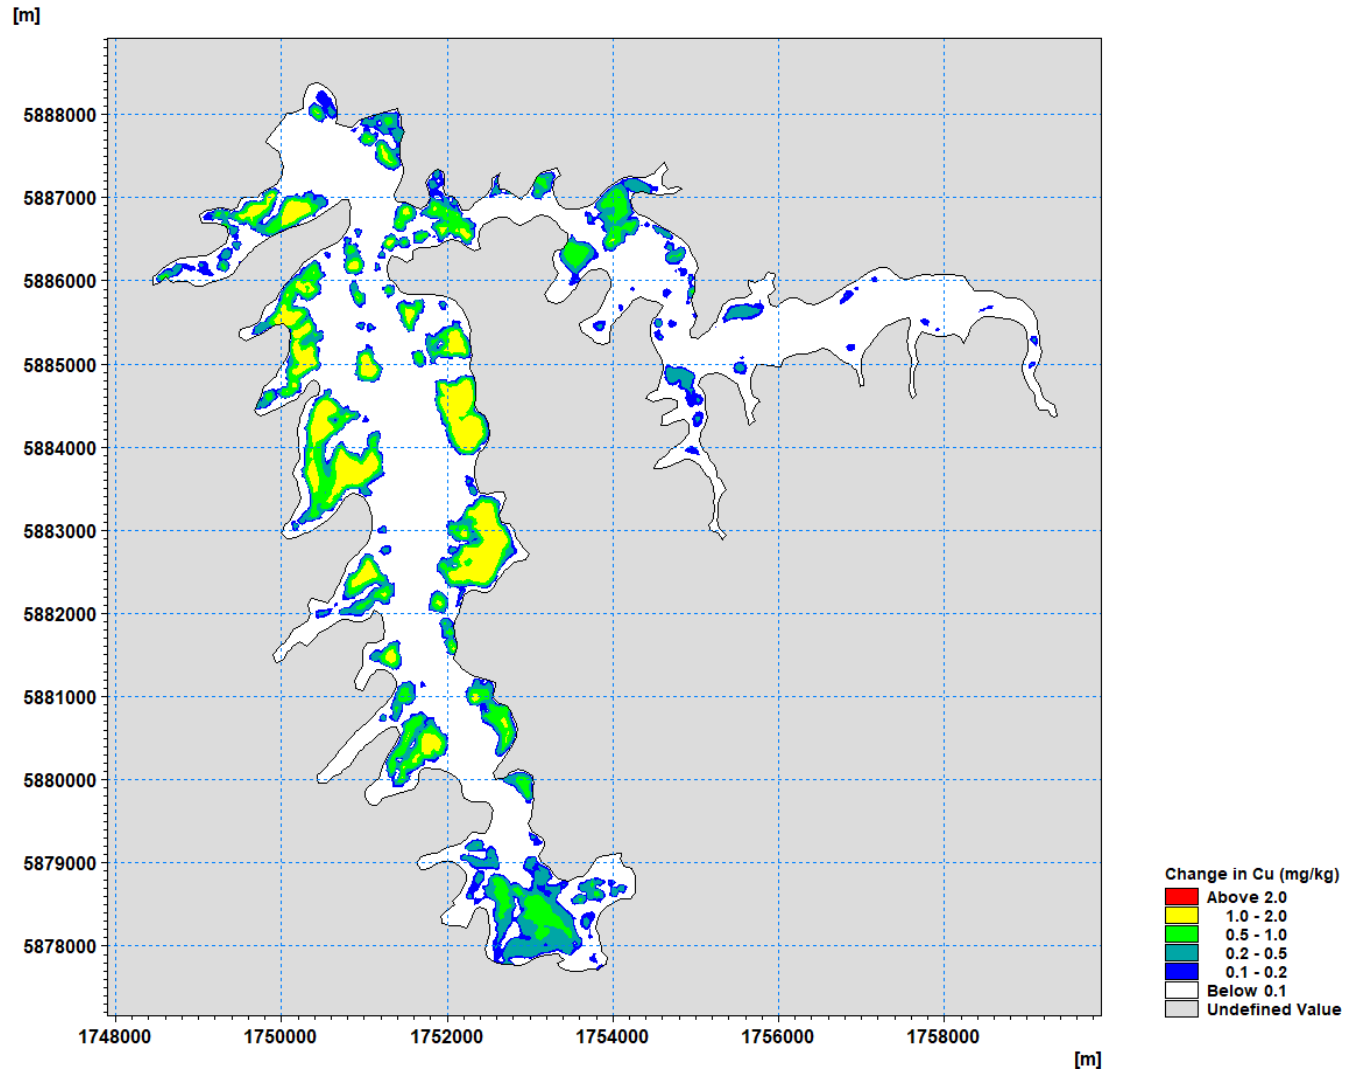 [m]
5888000
5887000
5886000
5885000
5884000
5883000
5882000
5881000
5880000
5879000
5878000
1748000 1750000 1752000 1754000 1756000 1758000
[m]
Change in Cu (mg/kg)
Above 2.0
1.0 - 2.0
0.5 - 1.0
0.2 - 0.5
0.1 - 0.2
Below 0.1
Undefined Value